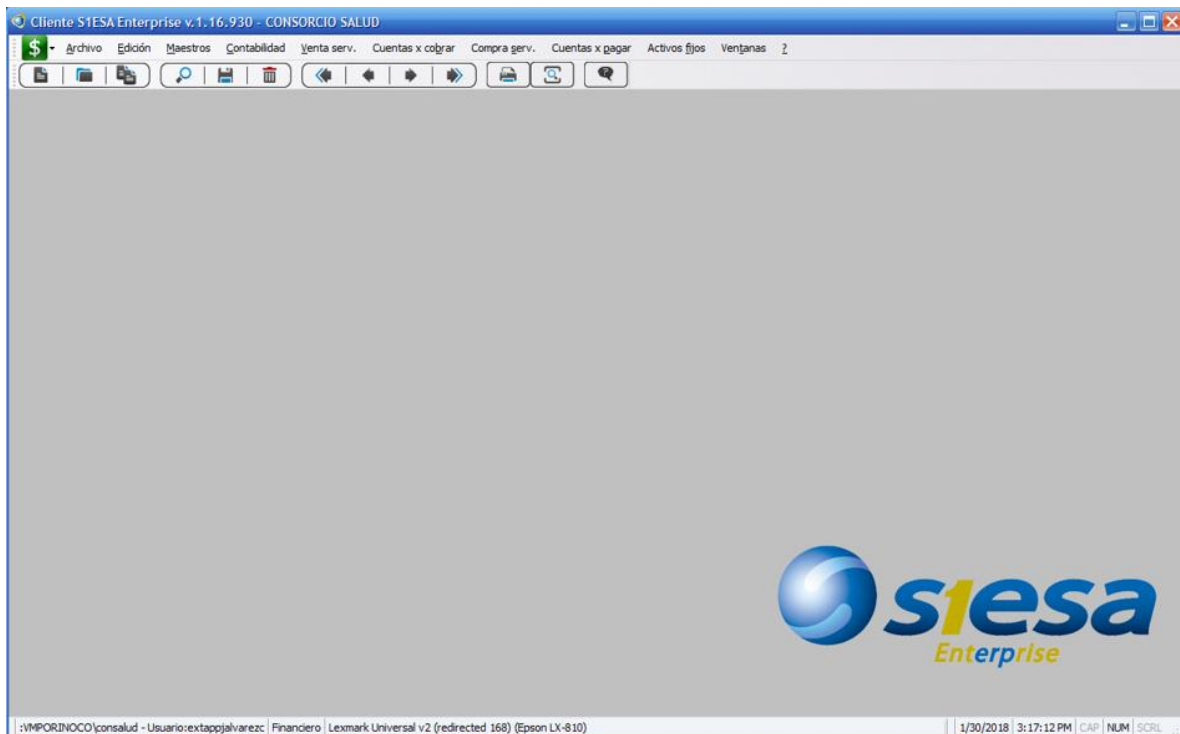 Cliente S1ESA Enterprise v.1.16.930 - CONSORCIO SALUD
$ Archivo Edición Maestros Contabilidad Venta serv. Cuentas x cobrar Compra serv. Cuentas x pagar Activos fijos Ventanas ?
s1esa
Enterprise
:VMPORINOCO\consalud - Usuario:extappjalvarezc Financiero Lexmark Universal v2 (redirected 168) (Epson LX-810) 1/30/2018 3:17:12 PM CAP NUM SCRL